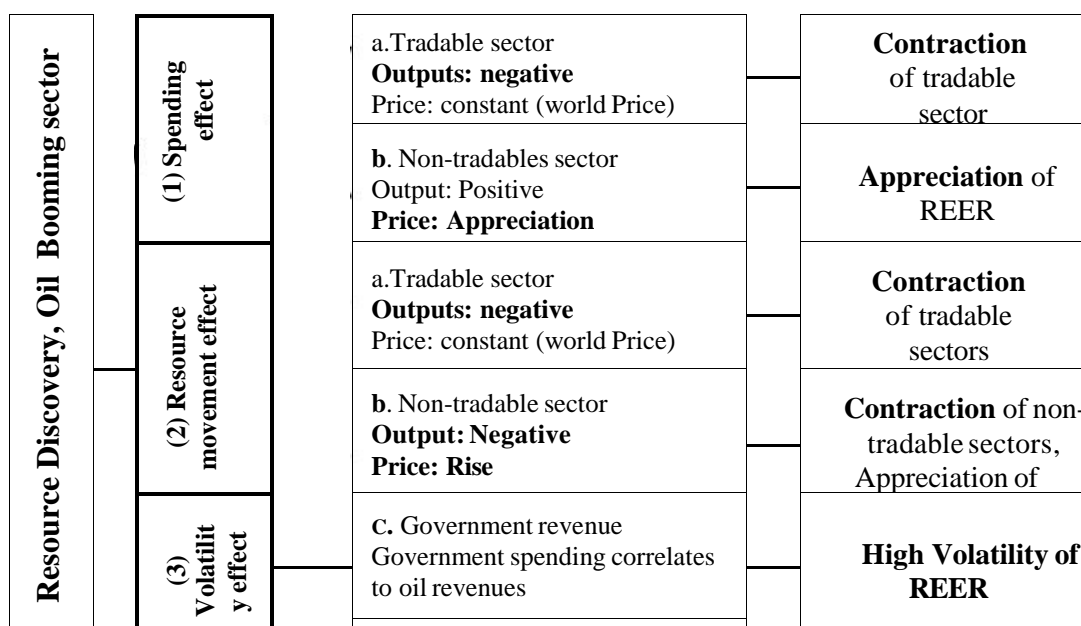 Resource Discovery, Oil Booming sector
(1) Spending
effect
a.Tradable sector
Outputs: negative
Price: constant (world Price)
Contraction
of tradable
sector
b. Non-tradables sector
Output: Positive
Price: Appreciation
Appreciation of
REER
(2) Resource
movement effect
a.Tradable sector
Outputs: negative
Price: constant (world Price)
Contraction
of tradable
sectors
b. Non-tradable sector
Output: Negative
Price: Rise
Contraction of non-
tradable sectors,
Appreciation of
(3)
Volatilit
y effect
C. Government revenue
Government spending correlates
to oil revenues
High Volatility of
REER